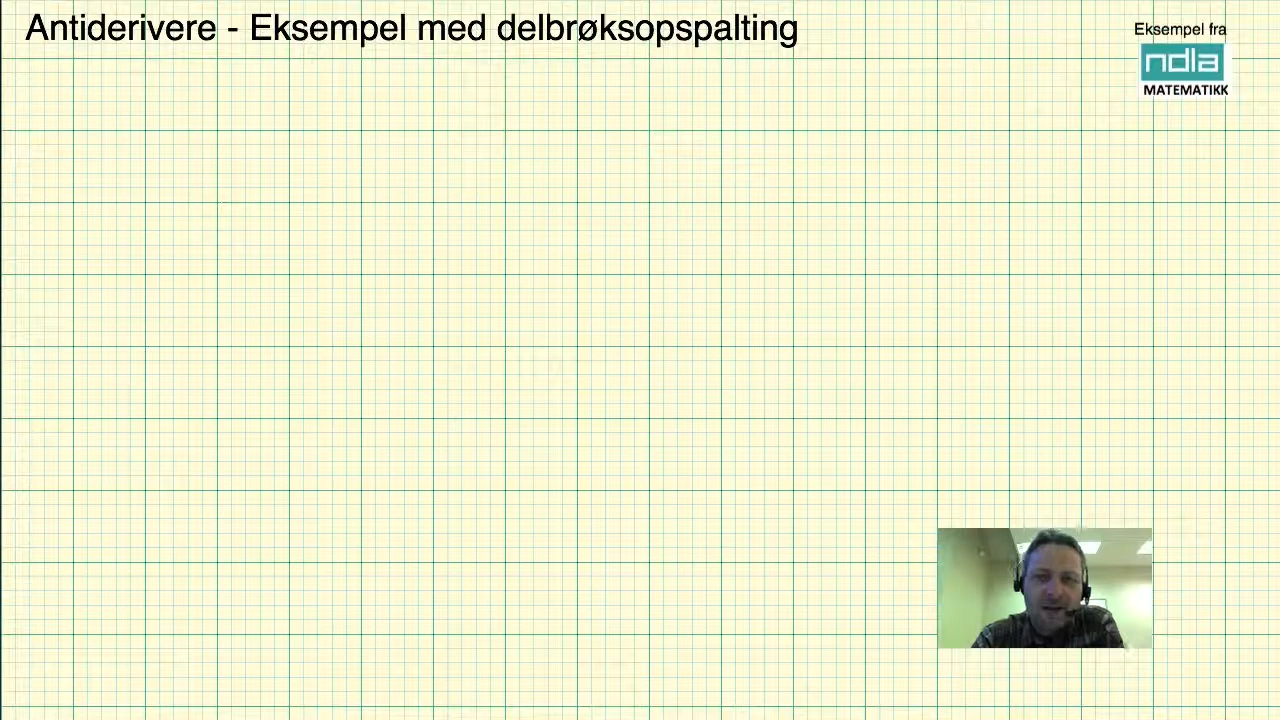 Antiderivere - Eksempel med delbrøksopspalting
Eksempel fra
ndla
MATEMATIKK